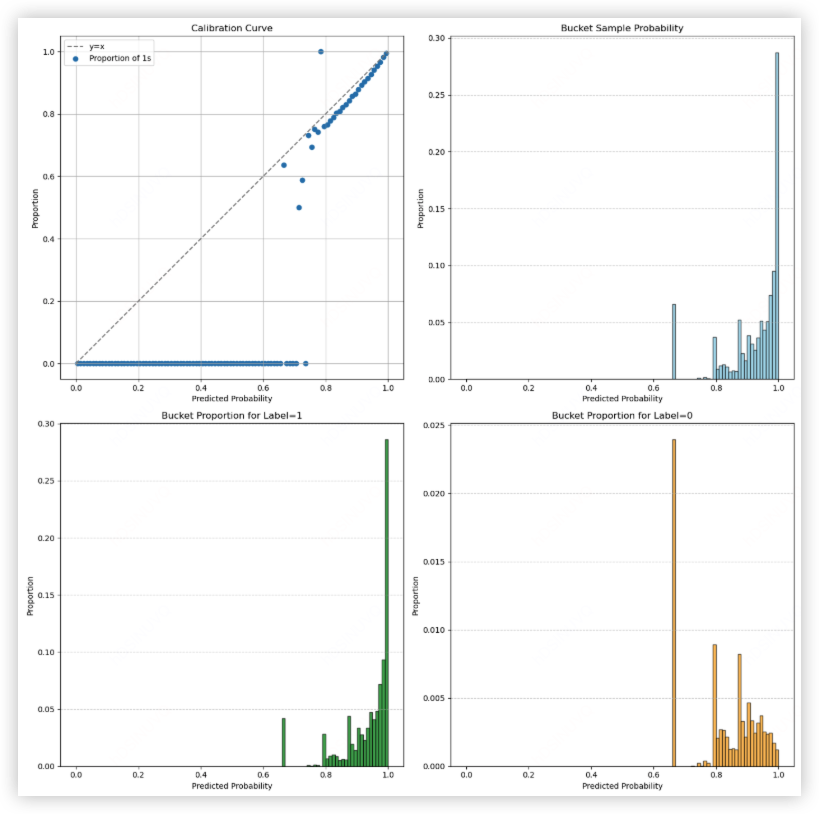 Calibration Curve
y=x
Proportion of 1s
1.0
0.8
0.6
0.4
0.2
0.0
Proportion
0.0 0.2 0.4 0.6 0.8 1.0
Predicted Probability
Bucket Sample Probability
0.30
0.25
0.20
0.15
0.10
0.05
0.00
Proportion
0.0 0.2 0.4 0.6 0.8 1.0
Predicted Probability
Bucket Proportion for Label=1
0.30
0.25
0.20
0.15
0.10
0.05
0.00
Proportion
0.0 0.2 0.4 0.6 0.8 1.0
Predicted Probability
Bucket Proportion for Label=0
0.025
0.020
0.015
0.010
0.005
0.000
Proportion
0.0 0.2 0.4 0.6 0.8 1.0
Predicted Probability